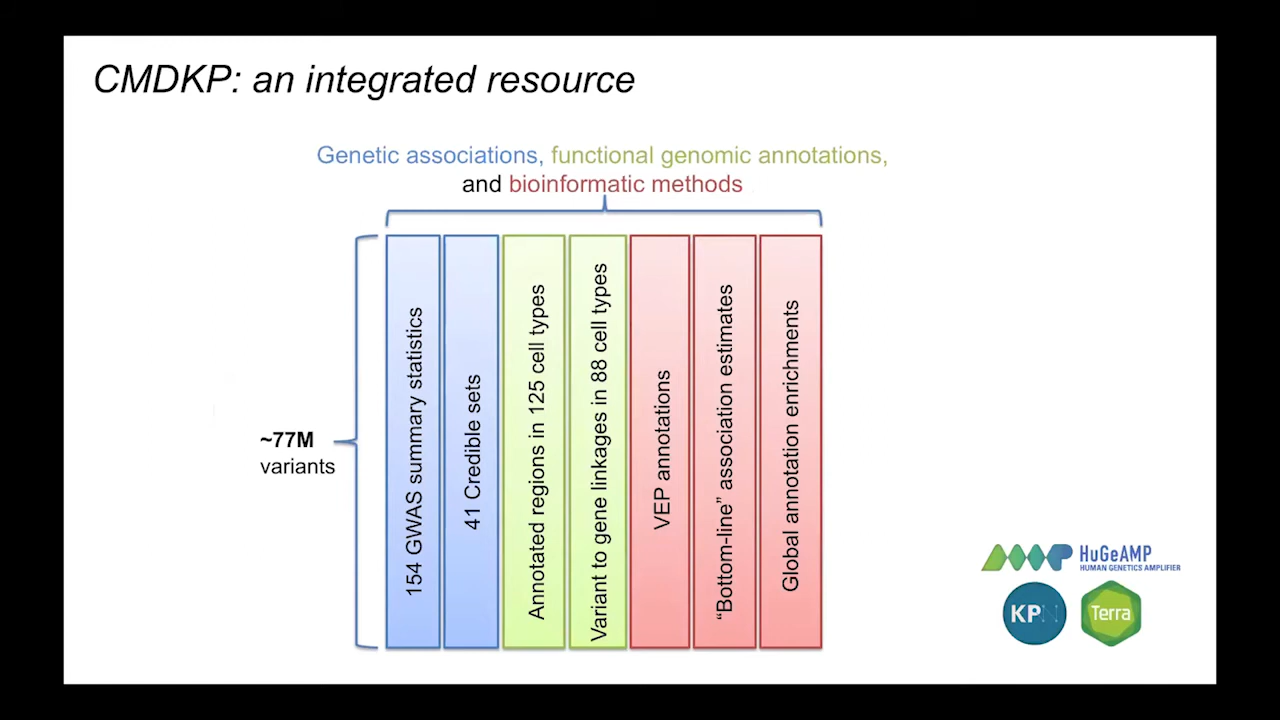 CMDKP: an integrated resource
Genetic associations, functional genomic annotations,
and bioinformatic methods
~77M
variants
154 GWAS summary statistics
41 Credible sets
Annotated regions in 125 cell types
Variant to gene linkages in 88 cell types
VEP annotations
“Bottom-line” association estimates
Global annotation enrichments
HuGeAMP
HUMAN GENETICS AMPLIFIER
KPN
Terra